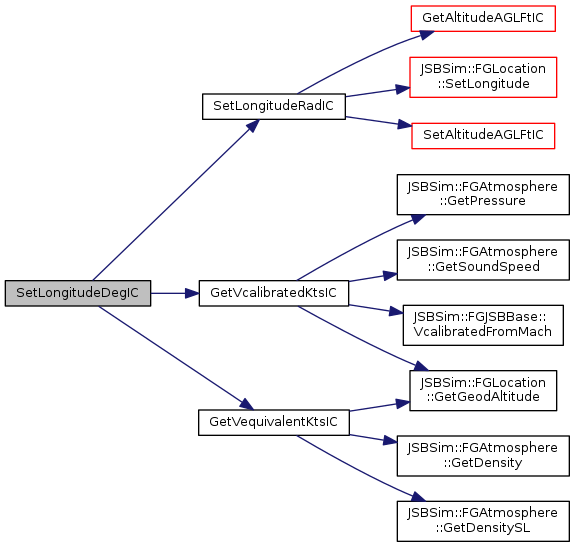 GetAltitudeAGLFtIC
JSBSim::FGLocation
::SetLongitude
SetLongitudeRadIC
SetAltitudeAGLFtIC
JSBSim::FGAtmosphere
::GetPressure
JSBSim::FGAtmosphere
::GetSoundSpeed
SetLongitudeDegIC
GetVcalibratedKtsIC
JSBSim::FGJSBBase::
VcalibratedFromMach
JSBSim::FGLocation
::GetGeodAltitude
GetVequivalentKtsIC
JSBSim::FGAtmosphere
::GetDensity
JSBSim::FGAtmosphere
::GetDensitySL